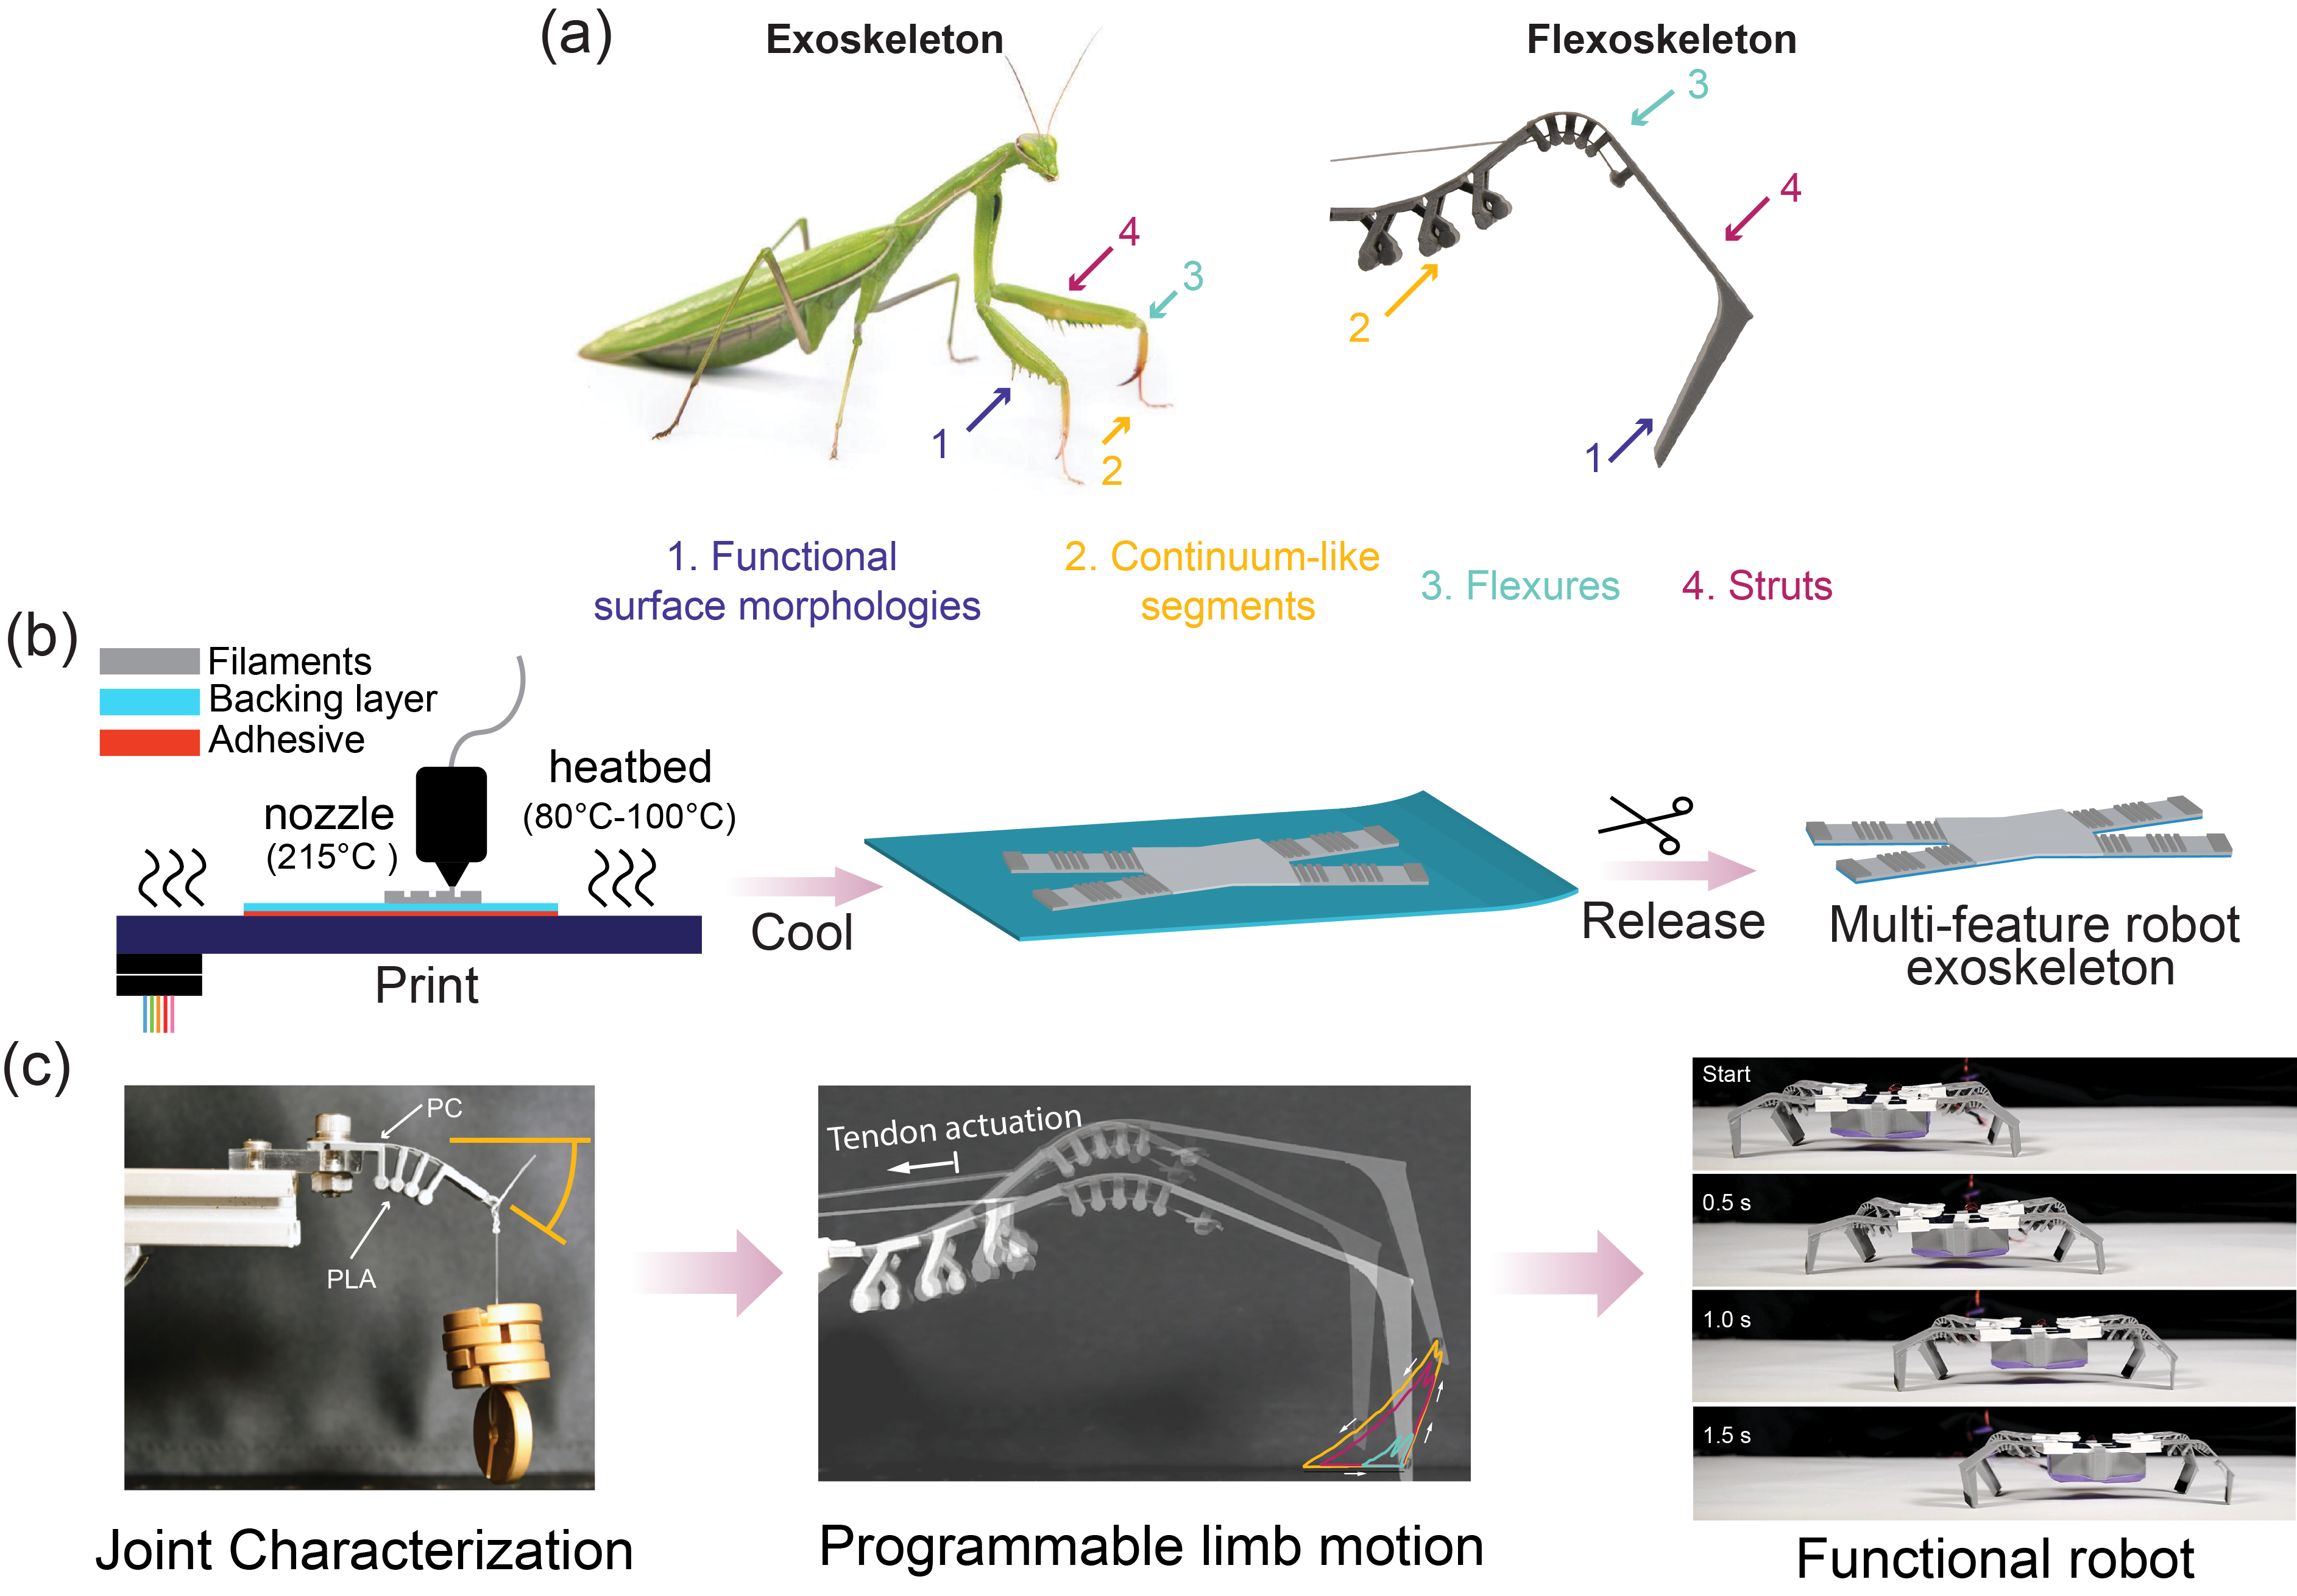 (a)
Exoskeleton
Flexoskeleton
3
4
4
3
2
1
2
1
1. Functional
surface morphologies
2. Continuum-like
segments
3. Flexures
4. Struts
(b)
Filaments
Backing layer
Adhesive
nozzle
(215°C )
heatbed
(80°C-100°C)
Print
Cool
Release
Multi-feature robot
exoskeleton
(c)
PC
PLA
Joint Characterization
Tendon actuation
Programmable limb motion
Start
0.5 s
1.0 s
1.5 s
Functional robot